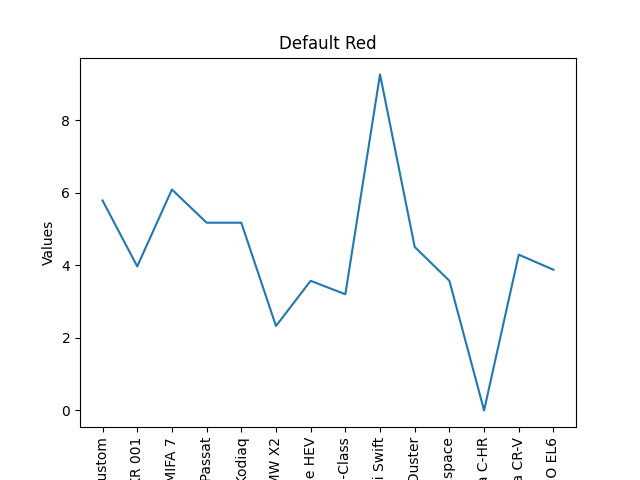 Default Red
Values
8
6
4
2
0
ustom
R 001
MIFA 7
Passat
Kodiaq
MW X2
e HEV
-Class
i Swift
Duster
space
a C-HR
a CR-V
O EL6